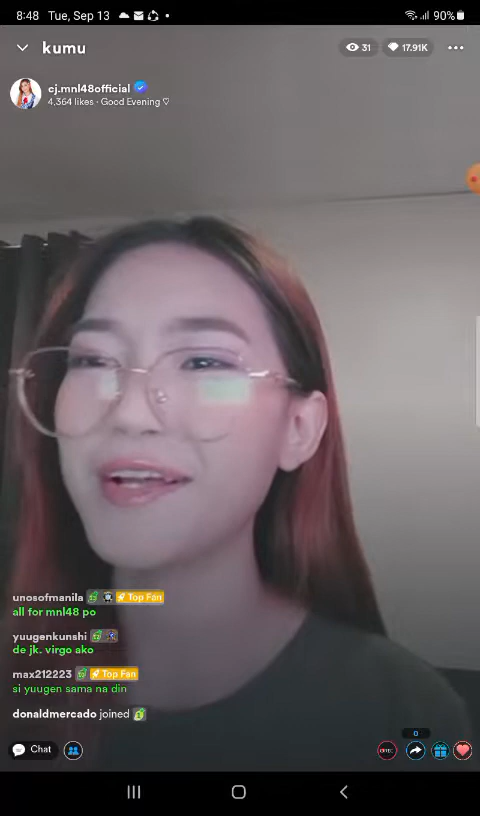 8:48 Tue, Sep 13 90%
kumu 31 17.91K
cj.mnl48official
4,364 likes · Good Evening ♡
unosofmanila Top Fan
all for mnl48 po
yuugenkunshi
de jk. virgo ako
max212223 Top Fan
si yuugen sama na din
donaldmercado joined
0
Chat